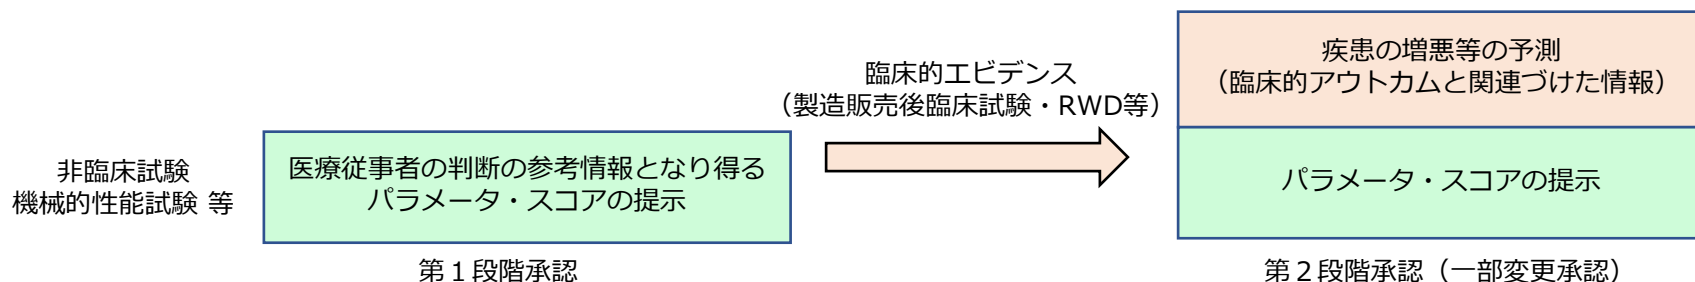 非臨床試験
機械的性能試験 等
医療従事者の判断の参考情報となり得る
パラメータ・スコアの提示
第１段階承認
臨床的エビデンス
（製造販売後臨床試験・RWD等）
疾患の増悪等の予測
（臨床的アウトカムと関連づけた情報）
パラメータ・スコアの提示
第２段階承認（一部変更承認）